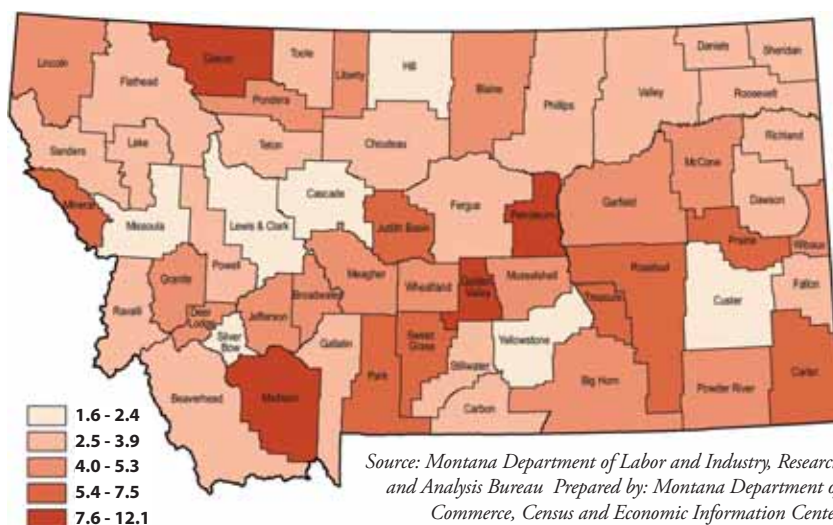 Lincoln
Flathead
Glacier
Toole
Liberty
Hill
Blaine
Phillips
Valley
Daniels
Sheridan
Roosevelt
Pondera
Sanders
Lake
Teton
Chouteau
Richland
McCone
Garfield
Dawson
Mineral
Missoula
Lewis & Clark
Cascade
Judith Basin
Fergus
Petroleum
Prairie
Wibaux
Powell
Granite
Ravalli
Deer
Lodge
Silver
Bow
Jefferson
Broadwater
Meagher
Wheatland
Golden
Valley
Musselshell
Rosebud
Treasure
Custer
Fallon
Beaverhead
Madison
Gallatin
Park
Sweet
Grass
Stillwater
Yellowstone
Carbon
Big Horn
Powder River
Carter
1.6 - 2.4
2.5 - 3.9
4.0 - 5.3
5.4 - 7.5
7.6 - 12.1
Source: Montana Department of Labor and Industry, Research
and Analysis Bureau Prepared by: Montana Department of
Commerce, Census and Economic Information Cente